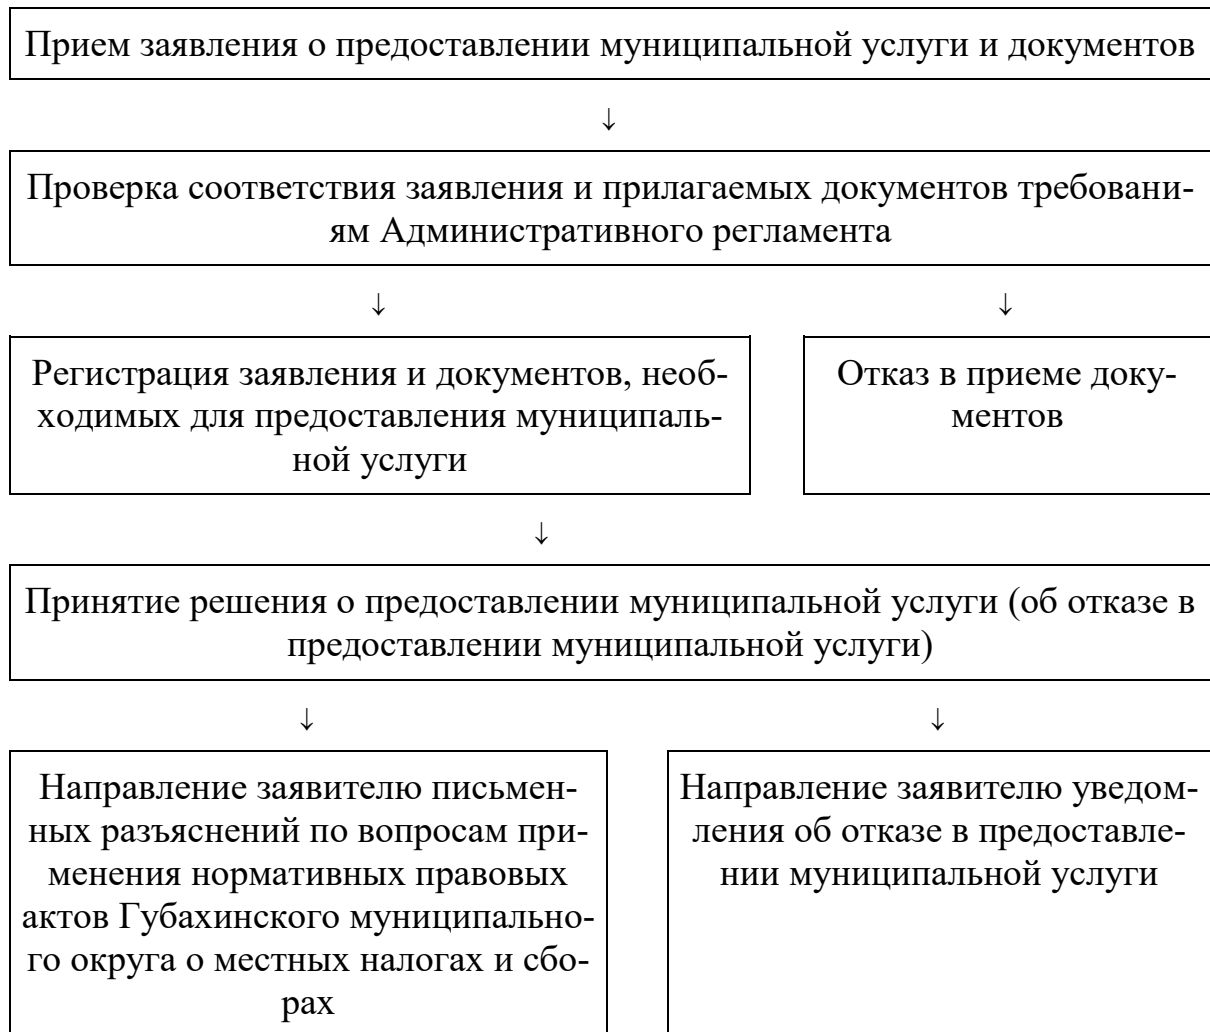 Прием заявления о предоставлении муниципальной услуги и документов
↓
Проверка соответствия заявления и прилагаемых документов требовани-
ям Административного регламента
↓ ↓
Регистрация заявления и документов, необ-
ходимых для предоставления муниципаль-
ной услуги
Отказ в приеме доку-
ментов
↓
Принятие решения о предоставлении муниципальной услуги (об отказе в
предоставлении муниципальной услуги)
↓ ↓
Направление заявителю письмен-
ных разъяснений по вопросам при-
менения нормативных правовых
актов Губахинского муниципально-
го округа о местных налогах и сбо-
рах
Направление заявителю уведом-
ления об отказе в предоставле-
нии муниципальной услуги